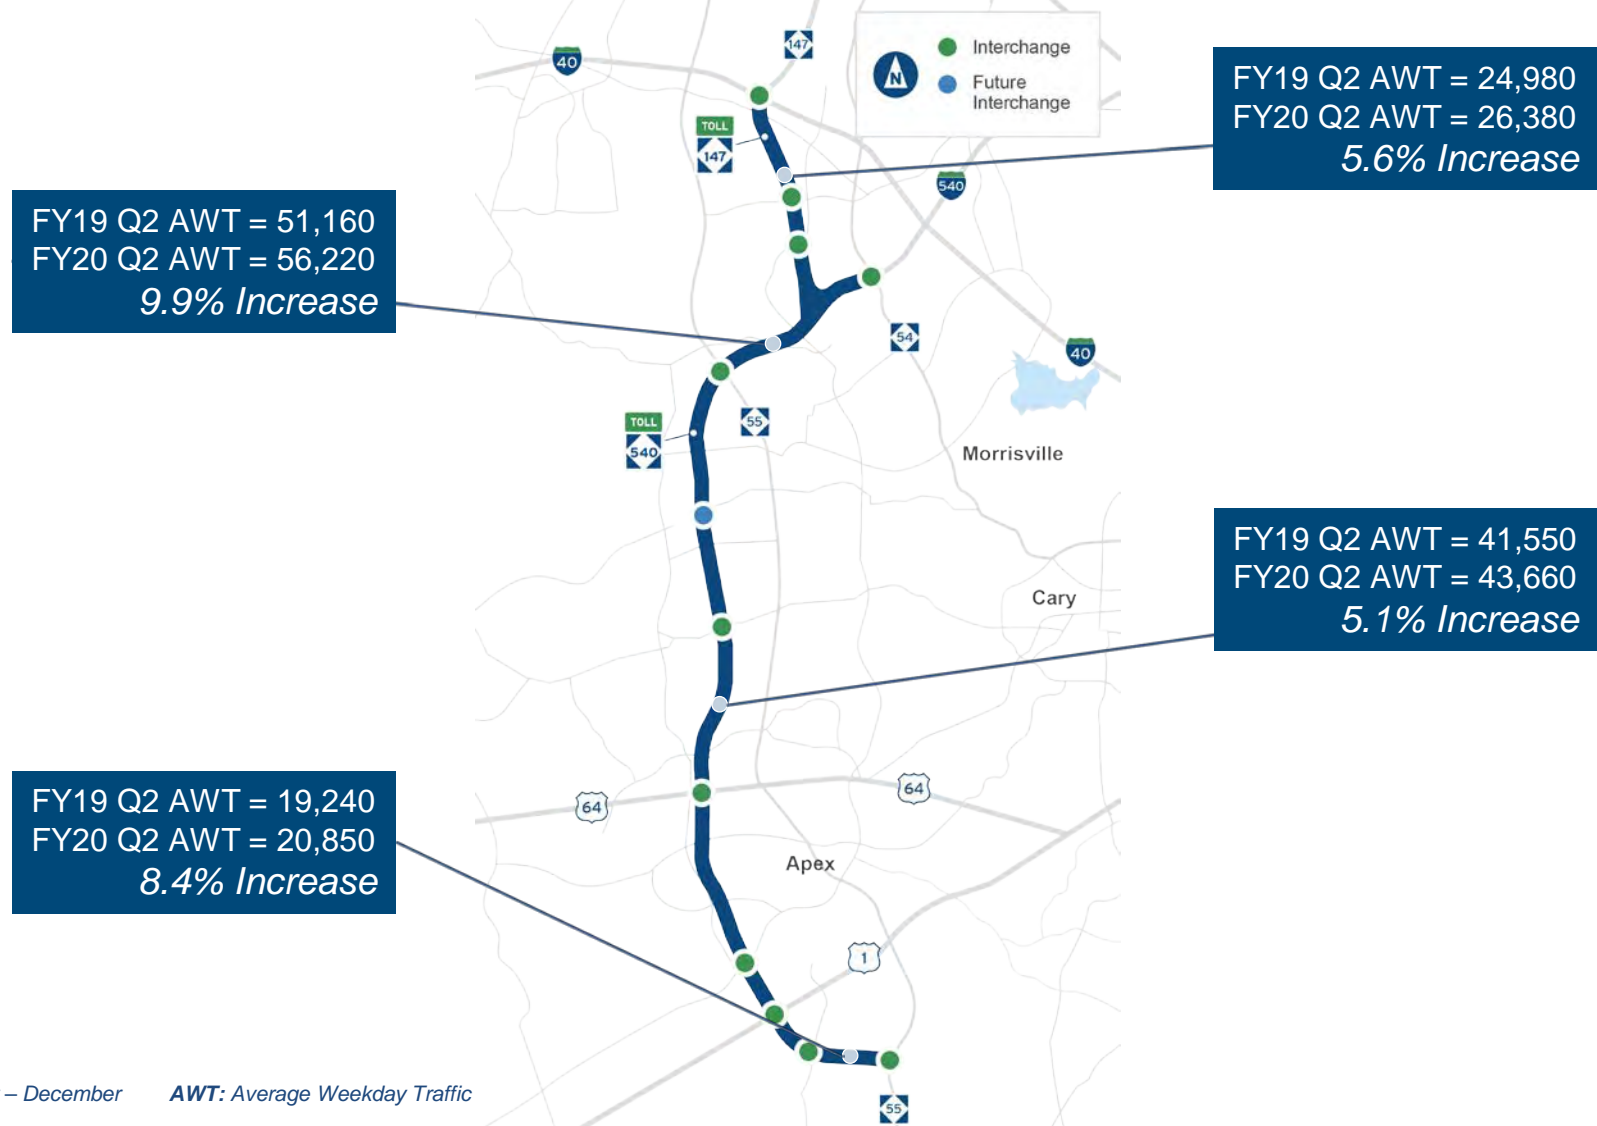 147
40
Interchange
Future
Interchange
N
TOLL
147
FY19 Q2 AWT = 24,980
FY20 Q2 AWT = 26,380
5.6% Increase
540
FY19 Q2 AWT = 51,160
FY20 Q2 AWT = 56,220
9.9% Increase
54
40
TOLL
540
55
Morrisville
FY19 Q2 AWT = 41,550
FY20 Q2 AWT = 43,660
5.1% Increase
Cary
FY19 Q2 AWT = 19,240
FY20 Q2 AWT = 20,850
8.4% Increase
64
64
Apex
1
– December AWT: Average Weekday Traffic
55